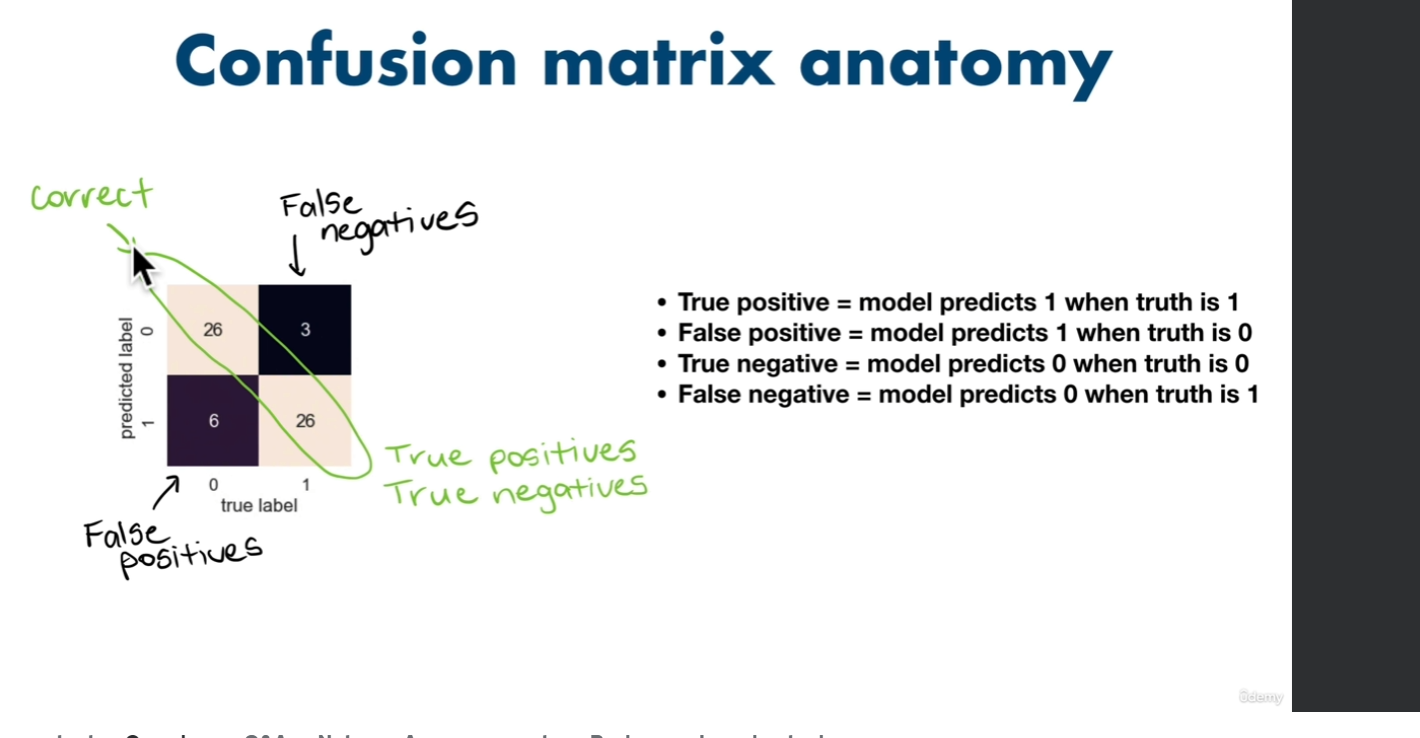 Confusion matrix anatomy
correct
False
negatives
predicted label
0
1
26
3
6
26
0
1
true label
True positives
True negatives
False
positives
• True positive = model predicts 1 when truth is 1
• False positive = model predicts 1 when truth is 0
• True negative = model predicts 0 when truth is 0
• False negative = model predicts 0 when truth is 1
ûdemy